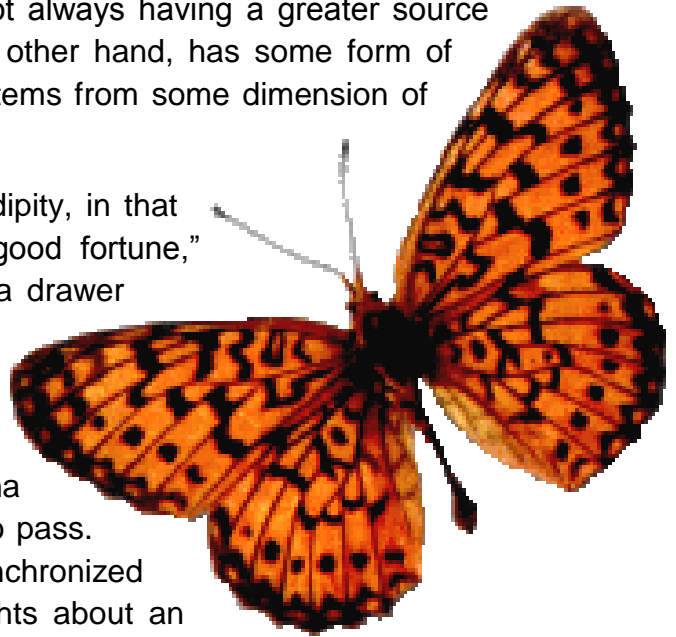 ot always having a greater source
other hand, has some form of
tems from some dimension of
dipity, in that
good fortune,”
a drawer
na
o pass.
nchronized
hts about an